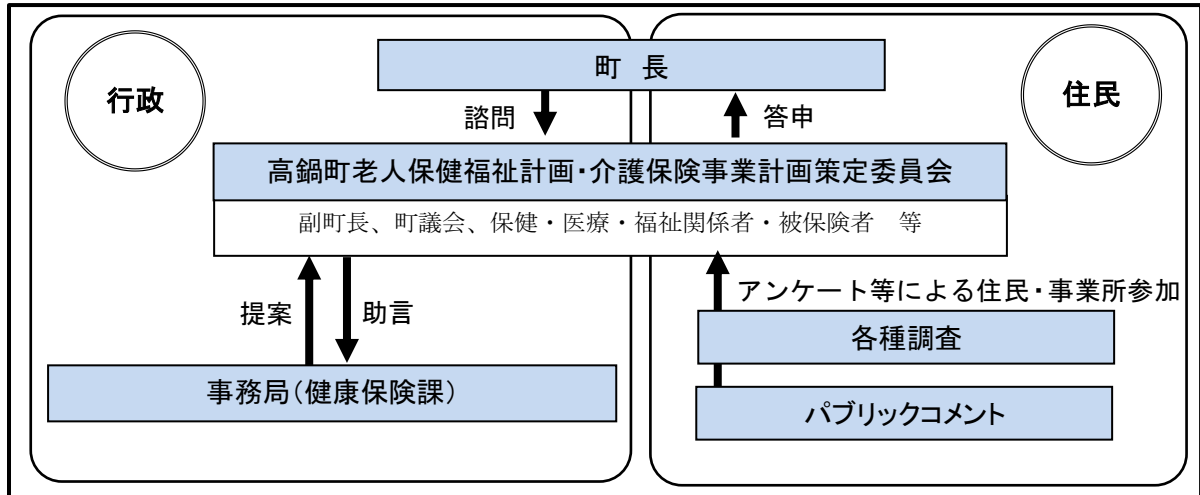 行政
住民
町 長
諮問
答申
高鍋町老人保健福祉計画・介護保険事業計画策定委員会
副町長、町議会、保健・医療・福祉関係者・被保険者 等
提案
助言
アンケート等による住民・事業所参加
各種調査
事務局(健康保険課)
パブリックコメント